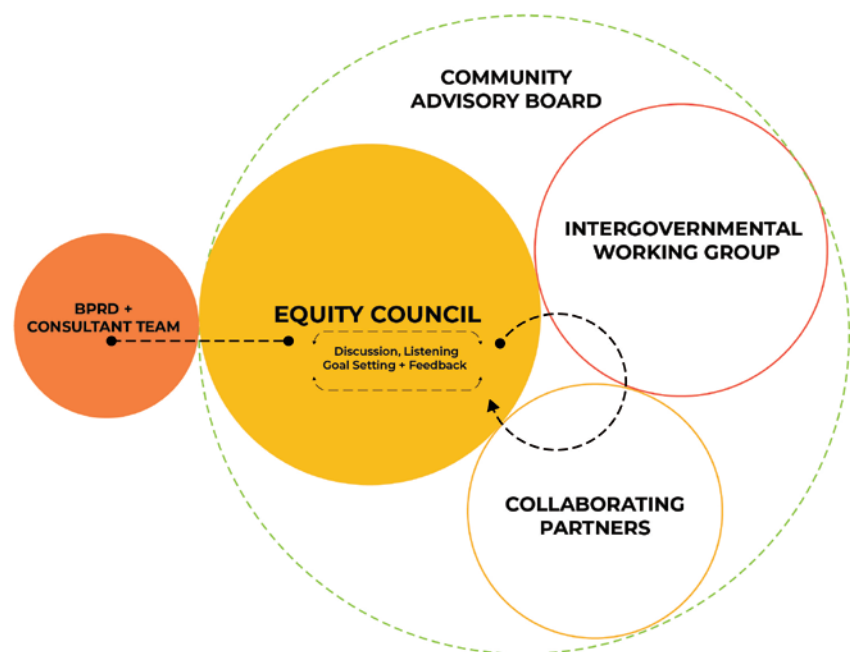 COMMUNITY
ADVISORY BOARD
INTERGOVERNMENTAL
WORKING GROUP
BPRD +
CONSULTANT TEAM
EQUITY COUNCIL
Discussion, Listening
Goal Setting + Feedback
COLLABORATING
PARTNERS